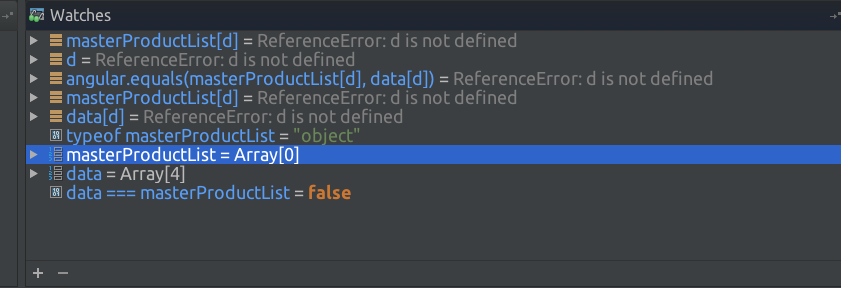 Watches
masterProductList[d] = ReferenceError: d is not defined
d = ReferenceError: d is not defined
angular.equals(masterProductList[d], data[d]) = ReferenceError: d is not defined
masterProductList[d] = ReferenceError: d is not defined
data[d] = ReferenceError: d is not defined
typeof masterProductList = "object"
masterProductList = Array[0]
data = Array[4]
data === masterProductList = false